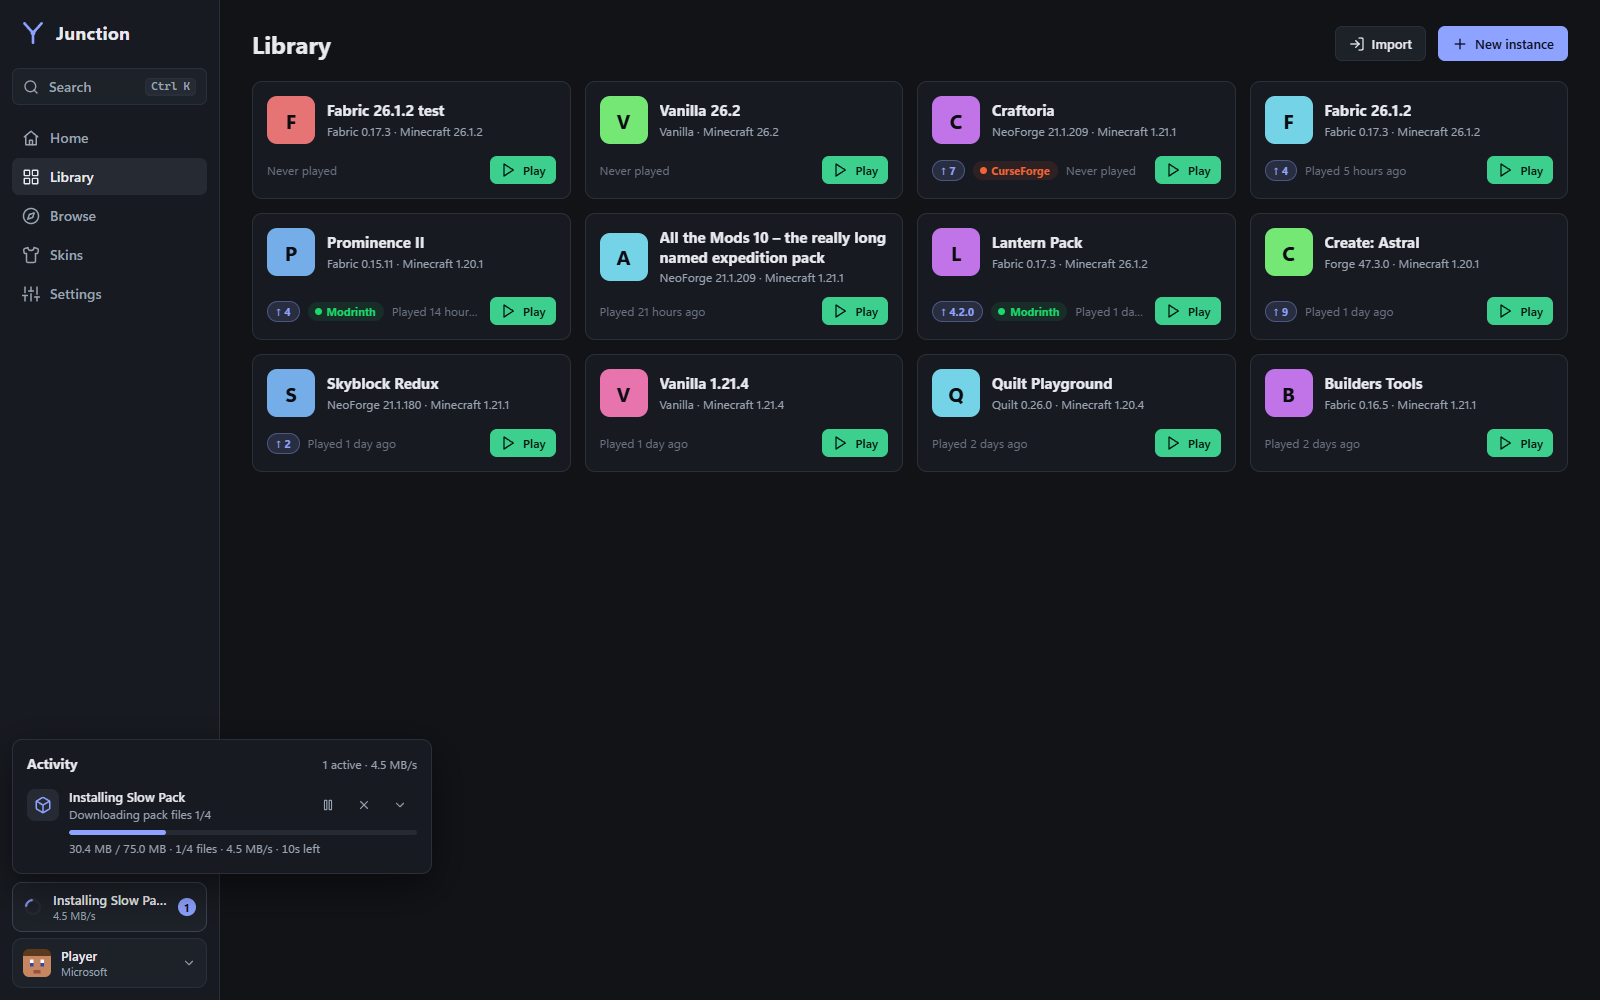 Junction
Search
Ctrl K
Home
Library
Browse
Skins
Settings
Library
Import
New instance
F
Fabric 26.1.2 test
Fabric 0.17.3 · Minecraft 26.1.2
Never played
Play
V
Vanilla 26.2
Vanilla · Minecraft 26.2
Never played
Play
C
Craftoria
NeoForge 21.1.209 · Minecraft 1.21.1
↑ 7
CurseForge
Never played
Play
F
Fabric 26.1.2
Fabric 0.17.3 · Minecraft 26.1.2
↑ 4
Played 5 hours ago
Play
P
Prominence II
Fabric 0.15.11 · Minecraft 1.20.1
↑ 4
Modrinth
Played 14 hour...
Play
A
All the Mods 10 – the really long
named expedition pack
NeoForge 21.1.209 · Minecraft 1.21.1
Played 21 hours ago
Play
L
Lantern Pack
Fabric 0.17.3 · Minecraft 26.1.2
↑ 4.2.0
Modrinth
Played 1 da...
Play
C
Create: Astral
Forge 47.3.0 · Minecraft 1.20.1
↑ 9
Played 1 day ago
Play
S
Skyblock Redux
NeoForge 21.1.180 · Minecraft 1.21.1
↑ 2
Played 1 day ago
Play
V
Vanilla 1.21.4
Vanilla · Minecraft 1.21.4
Played 1 day ago
Play
Q
Quilt Playground
Quilt 0.26.0 · Minecraft 1.20.4
Played 2 days ago
Play
B
Builders Tools
Fabric 0.16.5 · Minecraft 1.21.1
Played 2 days ago
Play
Activity
1 active · 4.5 MB/s
Installing Slow Pack
Downloading pack files 1/4
30.4 MB / 75.0 MB · 1/4 files · 4.5 MB/s · 10s left
Installing Slow Pa...
4.5 MB/s
1
Player
Microsoft